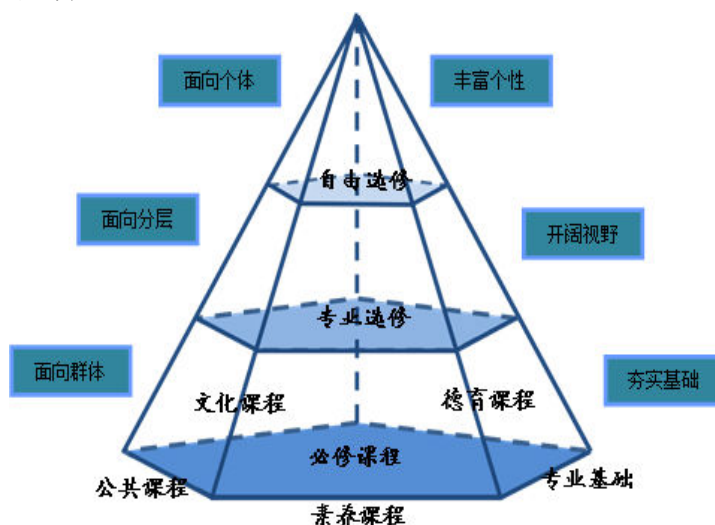 面向个体
丰富个性
自由选修
面向分层
开阔视野
专业选修
面向群体
夯实基础
文化课程
德育课程
必修课程
公共课程
专业基础
素养课程